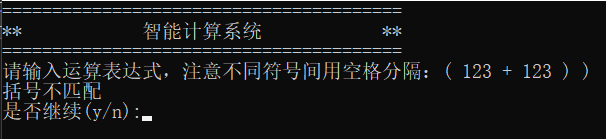 ========================================
**            智能计算系统            **
========================================
请输入运算表达式，注意不同符号间用空格分隔：( 123 + 123 ) )
括号不匹配
是否继续(y/n):